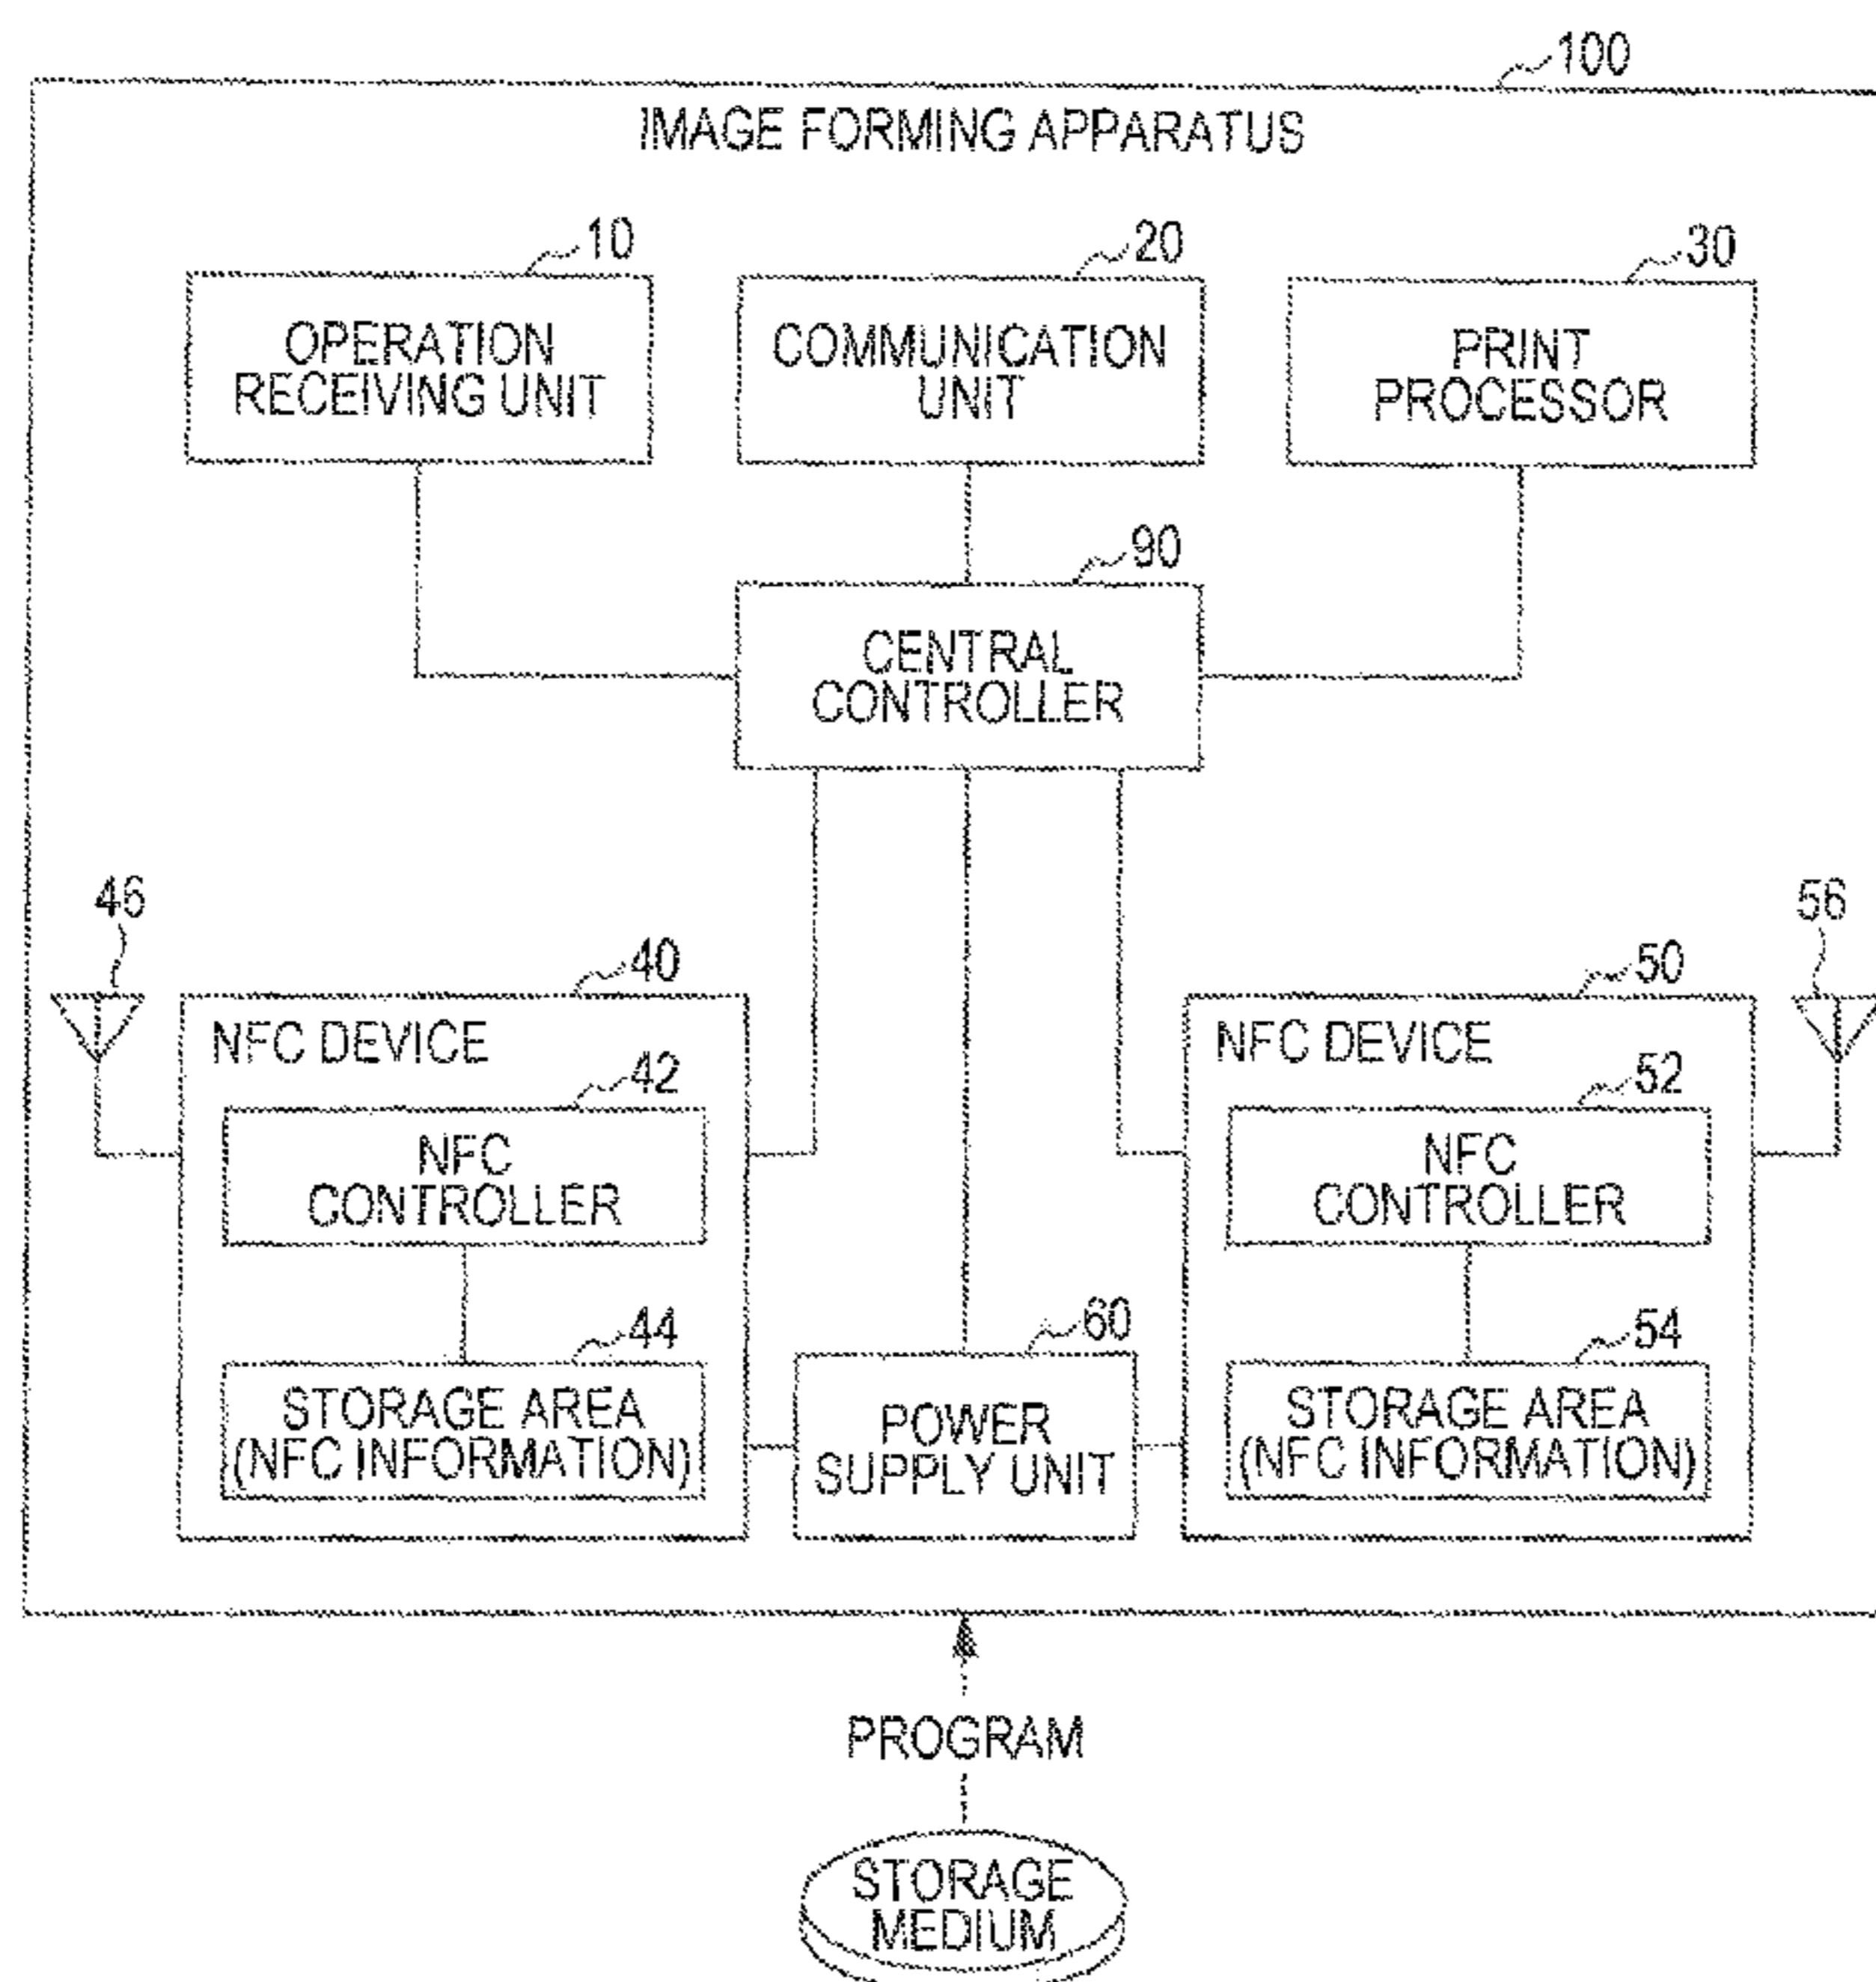 100
IMAGE FORMING APPARATUS
10
20
30
OPERATION
RECEIVING UNIT
COMMUNICATION
UNIT
PRINT
PROCESSOR
90
CENTRAL
CONTROLLER
46
40
50
56
NFC DEVICE
NFC DEVICE
42
52
NFC
CONTROLLER
NFC
CONTROLLER
44
60
54
STORAGE AREA
(NFC INFORMATION)
POWER
SUPPLY UNIT
STORAGE AREA
(NFC INFORMATION)
PROGRAM
STORAGE
MEDIUM